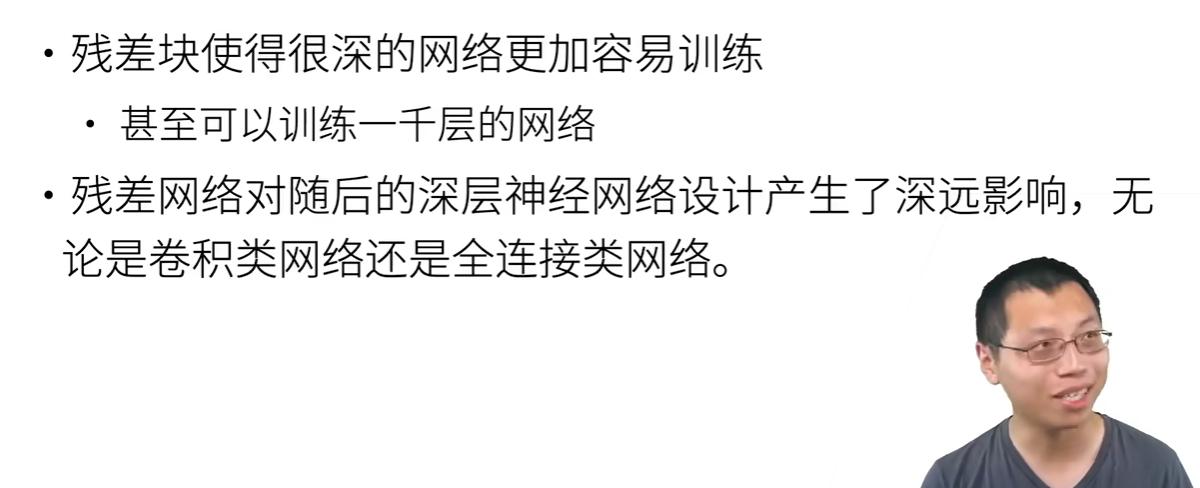 • 残差块使得很深的网络更加容易训练
• 甚至可以训练一千层的网络
• 残差网络对随后的深层神经网络设计产生了深远影响，无
论是卷积类网络还是全连接类网络。